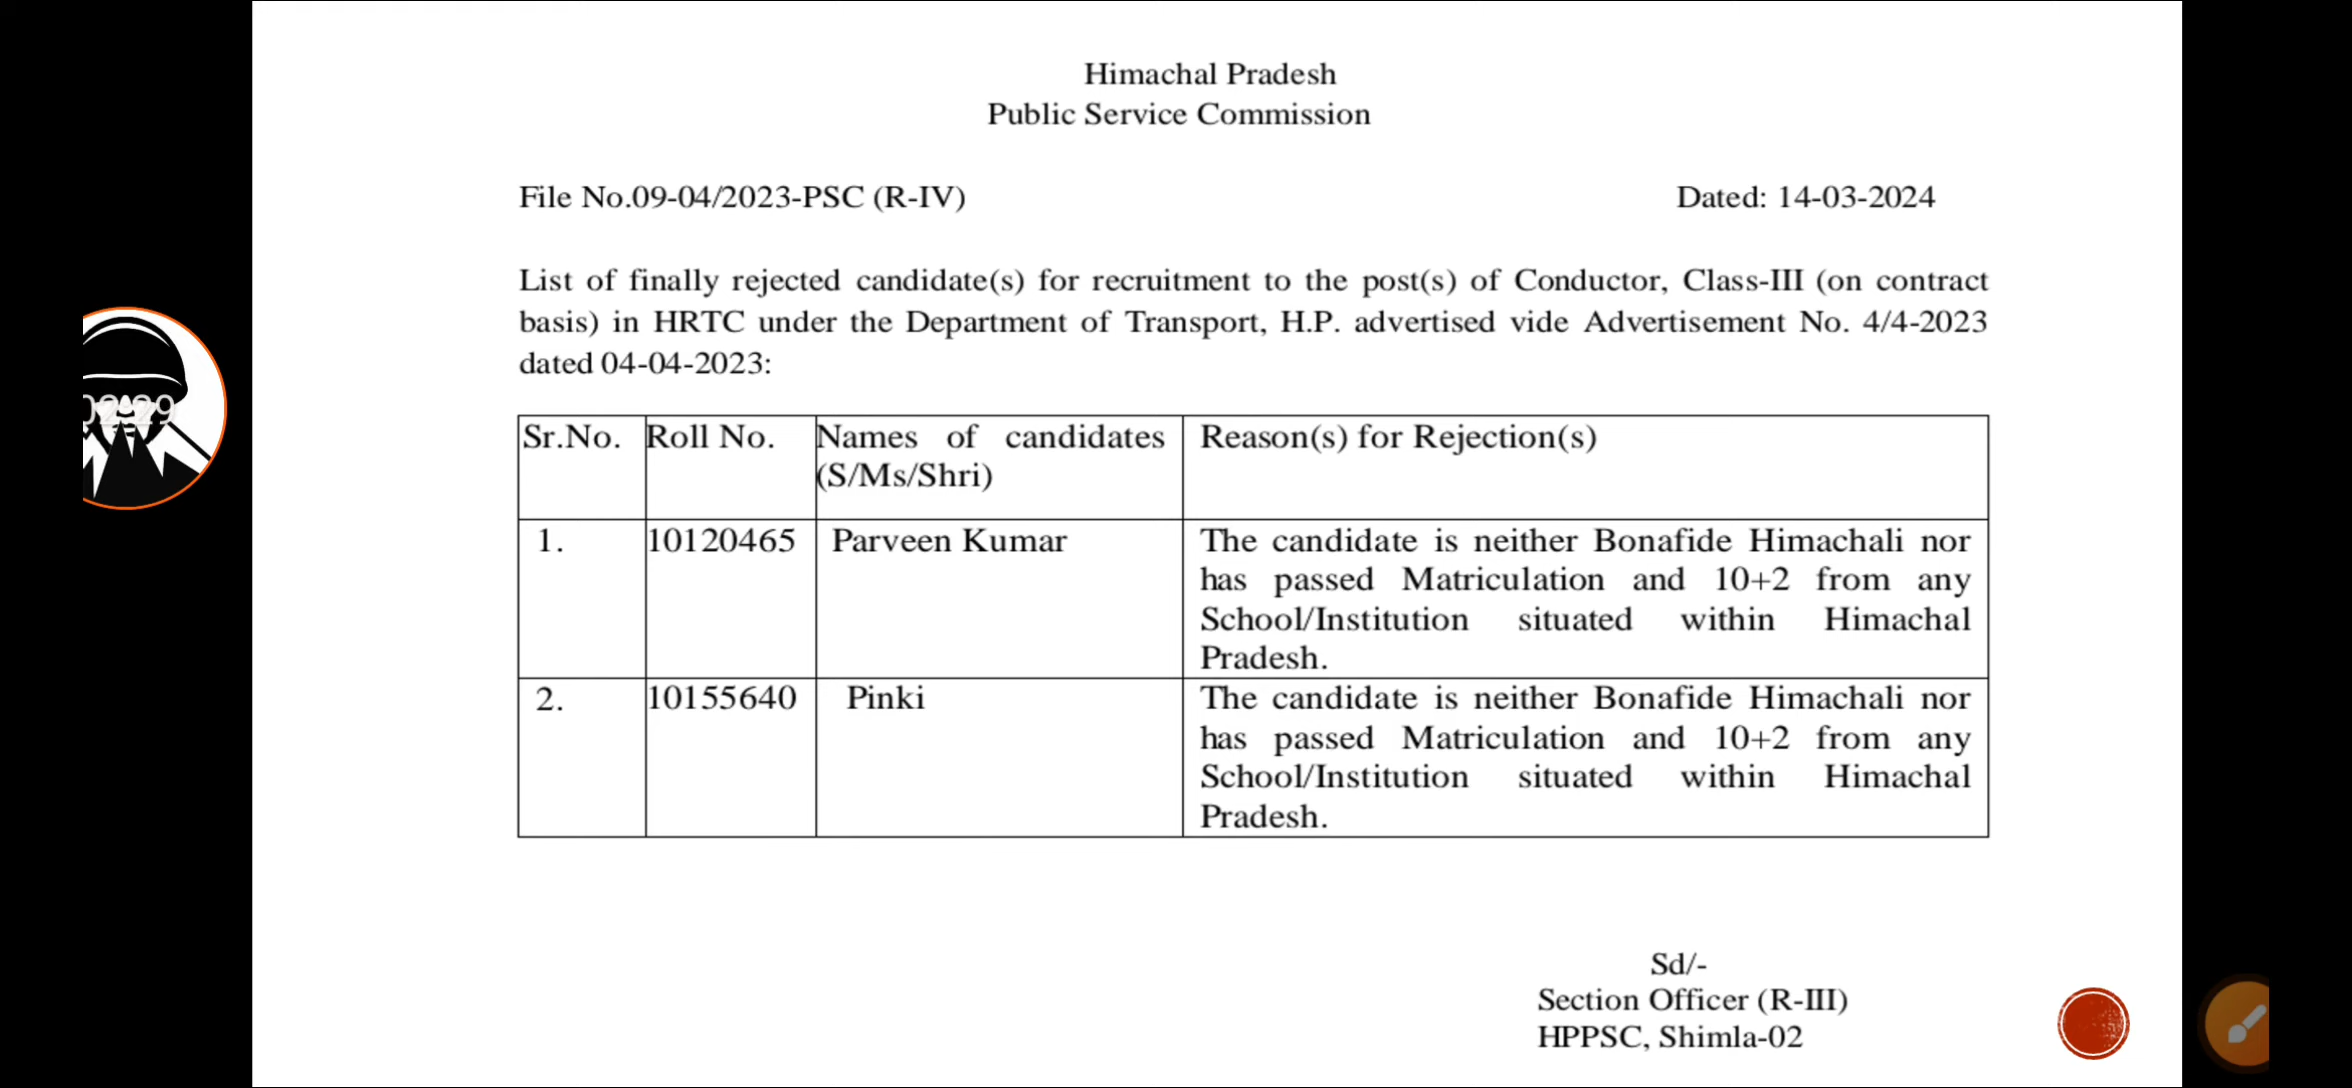 Himachal Pradesh
Public Service Commission
File No.09-04/2023-PSC (R-IV) Dated: 14-03-2024
List of finally rejected candidate(s) for recruitment to the post(s) of Conductor, Class-III (on contract
basis) in HRTC under the Department of Transport, H.P. advertised vide Advertisement No. 4/4-2023
dated 04-04-2023:
Sr.No. Roll No. Names of candidates Reason(s) for Rejection(s)
(S/Ms/Shri)
1. 10120465 Parveen Kumar The candidate is neither Bonafide Himachali nor
has passed Matriculation and 10+2 from any
School/Institution situated within Himachal
Pradesh.
2. 10155640 Pinki The candidate is neither Bonafide Himachali nor
has passed Matriculation and 10+2 from any
School/Institution situated within Himachal
Pradesh.
Sd/-
Section Officer (R-III)
HPPSC, Shimla-02